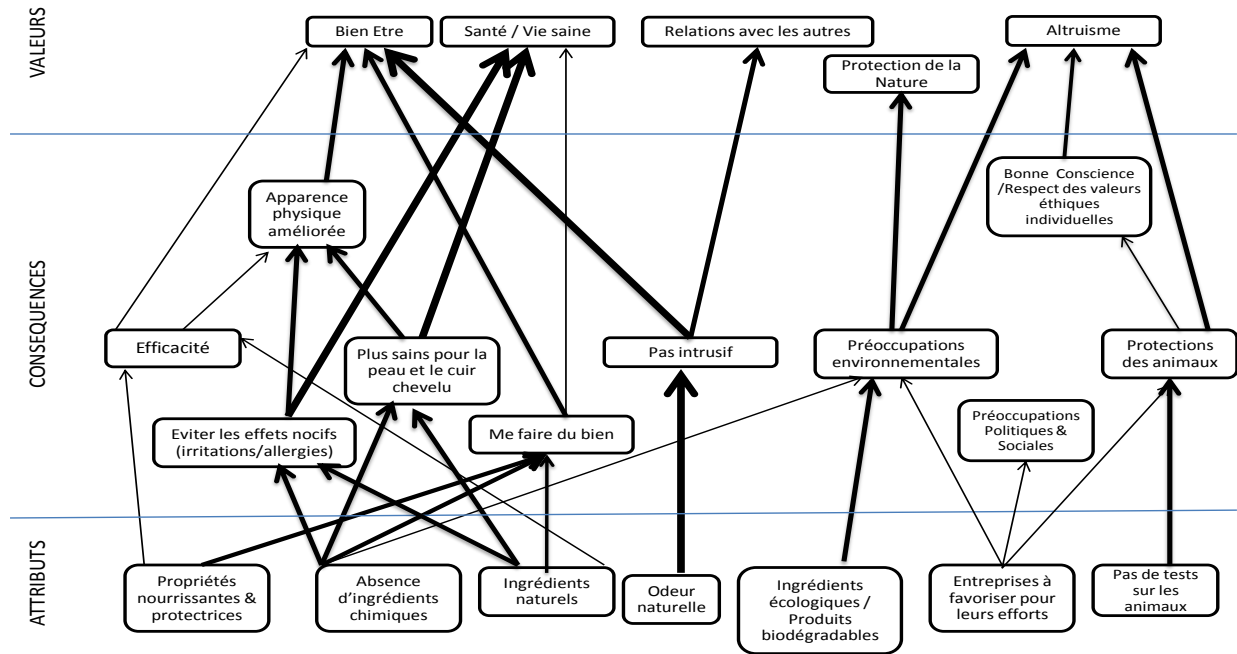 VALEURS
Bien Etre
Santé / Vie saine
Relations avec les autres
Altruisme
Protection de la
Nature
CONSEQUENCES
Apparence
physique
améliorée
Bonne Conscience
/Respect des valeurs
éthiques
individuelles
Efficacité
Plus sains pour la
peau et le cuir
chevelu
Pas intrusif
Préoccupations
environnementales
Protections
des animaux
Eviter les effets nocifs
(irritations/allergies)
Me faire du bien
Préoccupations
Politiques &
Sociales
ATTRIBUTS
Propriétés
nourrissantes &
protectrices
Absence
d’ingrédients
chimiques
Ingrédients
naturels
Odeur
naturelle
Ingrédients
écologiques /
Produits
biodégradables
Entreprises à
favoriser pour
leurs efforts
Pas de tests
sur les
animaux